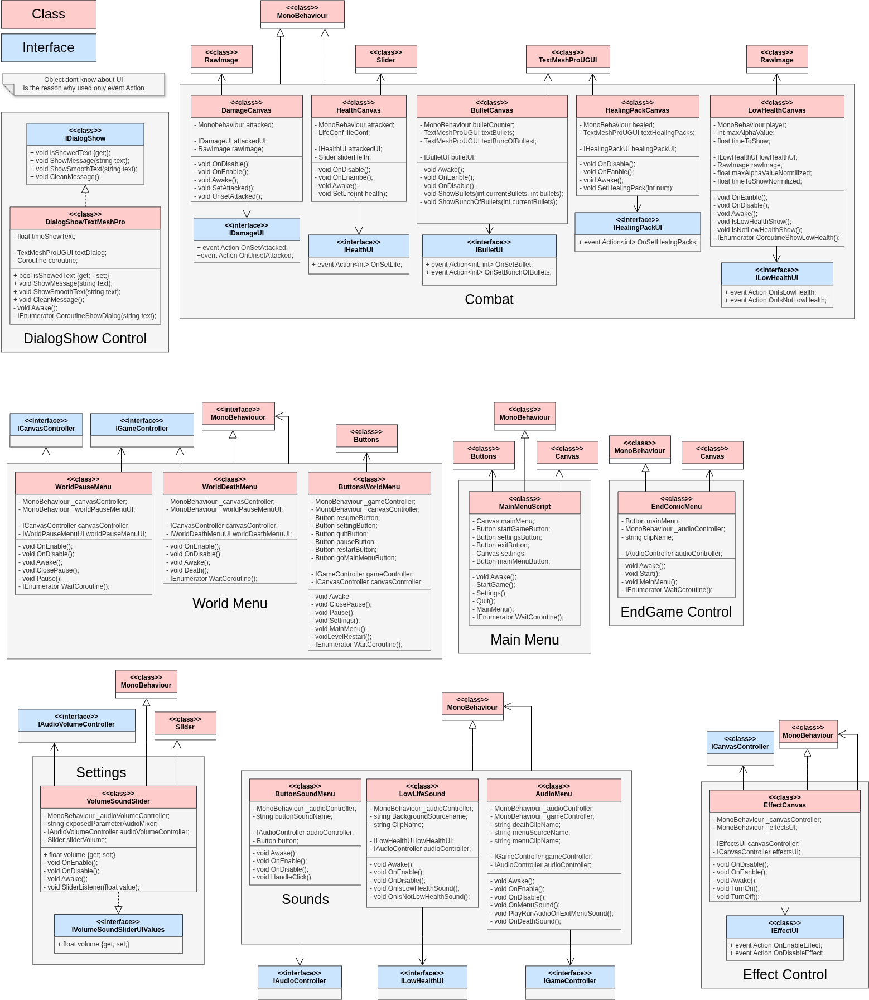 Class
Interface
Object dont know about UI
Is the reason why used only event Action
<<class>>
IDialogShow
+ void isShowedText {get;};
+ void ShowMessage(string text);
+ void ShowSmoothText(string text);
+ void CleanMessage();
<<class>>
DialogShowTextMeshPro
- float timeShowText;
- TextMeshProUGUI textDialog;
- Coroutine coroutine;
+ bool isShowedText {get; - set;}
+ void ShowMessage(string text);
+ void ShowSmoothText(string text);
+ void CleanMessage();
- void Awake();
- IEnumerator CoroutineShowDialog(string text);
DialogShow Control
<<class>>
MonoBehaviour
<<class>>
RawImage
<<class>>
Slider
<<class>>
TextMeshProUGUI
<<class>>
RawImage
<<class>>
DamageCanvas
- Monobehaviour attacked;
- IDamageUI attackedUI;
- RawImage rawImage;
- void OnDisable();
- void OnEnable();
- void Awake();
- void SetAttacked();
- void UnsetAttacked();
<<interface>>
IDamageUI
+ event Action OnSetAttacked;
+event Action OnUnsetAttacked;
<<class>>
HealthCanvas
- MonoBehaviour attacked;
- LifeConf lifeConf;
- IHealthUI attackedUI;
- Slider sliderHelth;
- void OnDisable();
- void OnEnambe();
- void Awake();
- void SetLife(int health);
<<interface>>
IHealthUI
+ event Action<int> OnSetLife;
<<class>>
BulletCanvas
- MonoBehaviour bulletCounter;
- TextMeshProUGUI textBullets;
- TextMeshProUGUI textBuncOfBullest;
- IBulletUI bulletUI;
- void Awake();
- void OnEanble();
- void OnDisable();
- void ShowBullets(int currentBullets, int bullets);
- void ShowBunchOfBullets(int currentBullets);
<<interface>>
IBulletUI
+ event Action<int, int> OnSetBullet;
+ event Action<int> OnSetBunchOfBullets;
<<class>>
HealingPackCanvas
- MonoBehaviour healed;
- TextMeshProUGUI textHealingPacks;
- IHealingPackUI healingPackUI;
- void OnDisable();
- void OnEanble();
- void Awake();
- void SetHealingPack(int num);
<<interface>>
IHealingPackUI
+ event Action<int> OnSetHealngPacks;
<<class>>
LowHealthCanvas
- MonoBehaviour player;
- int maxAlphaValue;
- float timeToShow;
- ILowHealthUI lowHealthUI;
- RawImage rawImage;
- float maxAlphaValueNormilized;
- float timeToShowNormilized;
- void OnEanble();
- void OnDisable();
- void Awake();
- void IsLowHealthShow();
- void IsNotLowHealthShow();
- IEnumerator CoroutineShowLowHealth();
<<interface>>
ILowHealthUI
+ event Action OnIsLowHealth;
+ event Action OnIsNotLowHealth;
Combat
<<interface>>
ICanvasController
<<interface>>
IGameController
<<interface>>
MonoBehaviouor
<<class>>
Buttons
<<class>>
WorldPauseMenu
- MonoBehaviour _canvasController;
- MonoBehaviour _worldPauseMenuUI;
- ICanvasController canvasController;
- IWorldPauseMenuUI worldPauseMenuUI;
- void OnEnable();
- void OnDisable();
- void Awake();
- void ClosePause();
- void Pause();
- IEnumerator WaitCoroutine();
<<class>>
WorldDeathMenu
- MonoBehaviour _canvasController;
- MonoBehaviour _worldPauseMenuUI;
- ICanvasController canvasController;
- IWorldDeathMenuUI worldDeathMenuUI;
- void OnEnable();
- void OnDisable();
- void Awake();
- void Death();
- IEnumerator WaitCoroutine();
<<class>>
ButtonsWorldMenu
- MonoBehaviour _gameController;
- MonoBehaviour _canvasController;
- Button resumeButton;
- Button settingButton;
- Button quitButton;
- Button pauseButton;
- Button restartButton;
- Button goMainMenuButton;
- IGameController gameController;
- ICanvasController canvasController;
- void Awake
- void ClosePause();
- void Pause();
- void Settings();
- void MainMenu();
- voidLevelRestart();
- IEnumerator WaitCoroutine();
World Menu
<<class>>
MonoBehaviour
<<class>>
Buttons
<<class>>
Canvas
<<class>>
MainMenuScript
- Canvas mainMenu;
- Button startGameButton;
- Button settingsButton;
- Button exitButton;
- Canvas settings;
- Button mainMenuButton;
- void Awake();
- StartGame();
- Settings();
- Quit();
- MainMenu();
- IEnumerator WaitCoroutine();
Main Menu
<<class>>
MonoBehaviour
<<class>>
Canvas
<<class>>
EndComicMenu
- Button mainMenu;
- MonoBehaviour _audioController;
- string clipName;
- IAudioController audioController;
- void Awake();
- void Start();
- void MeinMenu();
- IEnumerator WaitCoroutine();
EndGame Control
<<class>>
MonoBehaviour
<<interface>>
IAudioVolumeController
<<class>>
Slider
Settings
<<class>>
VolumeSoundSlider
- MonoBehaviour _audioVolumeController;
- string exposedParameterAudioMixer;
- IAudioVolumeController audioVolumeController;
- Slider sliderVolume;
+ float volume {get; set;}
- void OnEnable();
- void OnDisable();
- void Awake();
- void SliderListener(float value);
<<interface>>
IVolumeSoundSliderUIValues
+ float volume {get; set;}
<<class>>
MonoBehaviour
<<class>>
ButtonSoundMenu
- MonoBehaviour _audioController;
- string buttonSoundName;
- IAudioController audioController;
- Button button;
- void Awake();
- void OnEnable();
- void OnDisable();
- void HandleClick();
<<class>>
LowLifeSound
- MonoBehaviour _audioController;
- string BackgroundSourcename;
- string ClipName;
- ILowHealthUI lowHealthUI;
- IAudioController audioController;
- void Awake();
- void OnEnable();
- void OnDisable();
- void OnIsLowHealthSound();
- void OnIsNotLowHealthSound();
<<class>>
AudioMenu
- MonoBehaviour _audioController;
- MonoBehaviour _gameController;
- string deathClipName;
- string menuSourceName;
- string menuClipName;
- IGameController gameController;
- IAudioController audioController;
- void Awake();
- void OnEnable();
- void OnDisable();
- void OnMenuSound();
- void PlayRunAudioOnExitMenuSound();
- void OnDeathSound();
Sounds
<<interface>>
IAudioController
<<interface>>
ILowHealthUI
<<interface>>
IGameController
<<class>>
ICanvasController
<<class>>
MonoBehaviour
<<class>>
EffectCanvas
- MonoBehaviour _canvasController;
- MonoBehaviour _effectsUI;
- IEffectsUI canvasController;
- ICanvasController effectsUI;
- void OnDisable();
- void OnEanble();
- void Awake();
- void TurnOn();
- void TurnOff();
<<class>>
IEffectUI
+ event Action OnEnableEffect;
+ event Action OnDisableEffect;
Effect Control